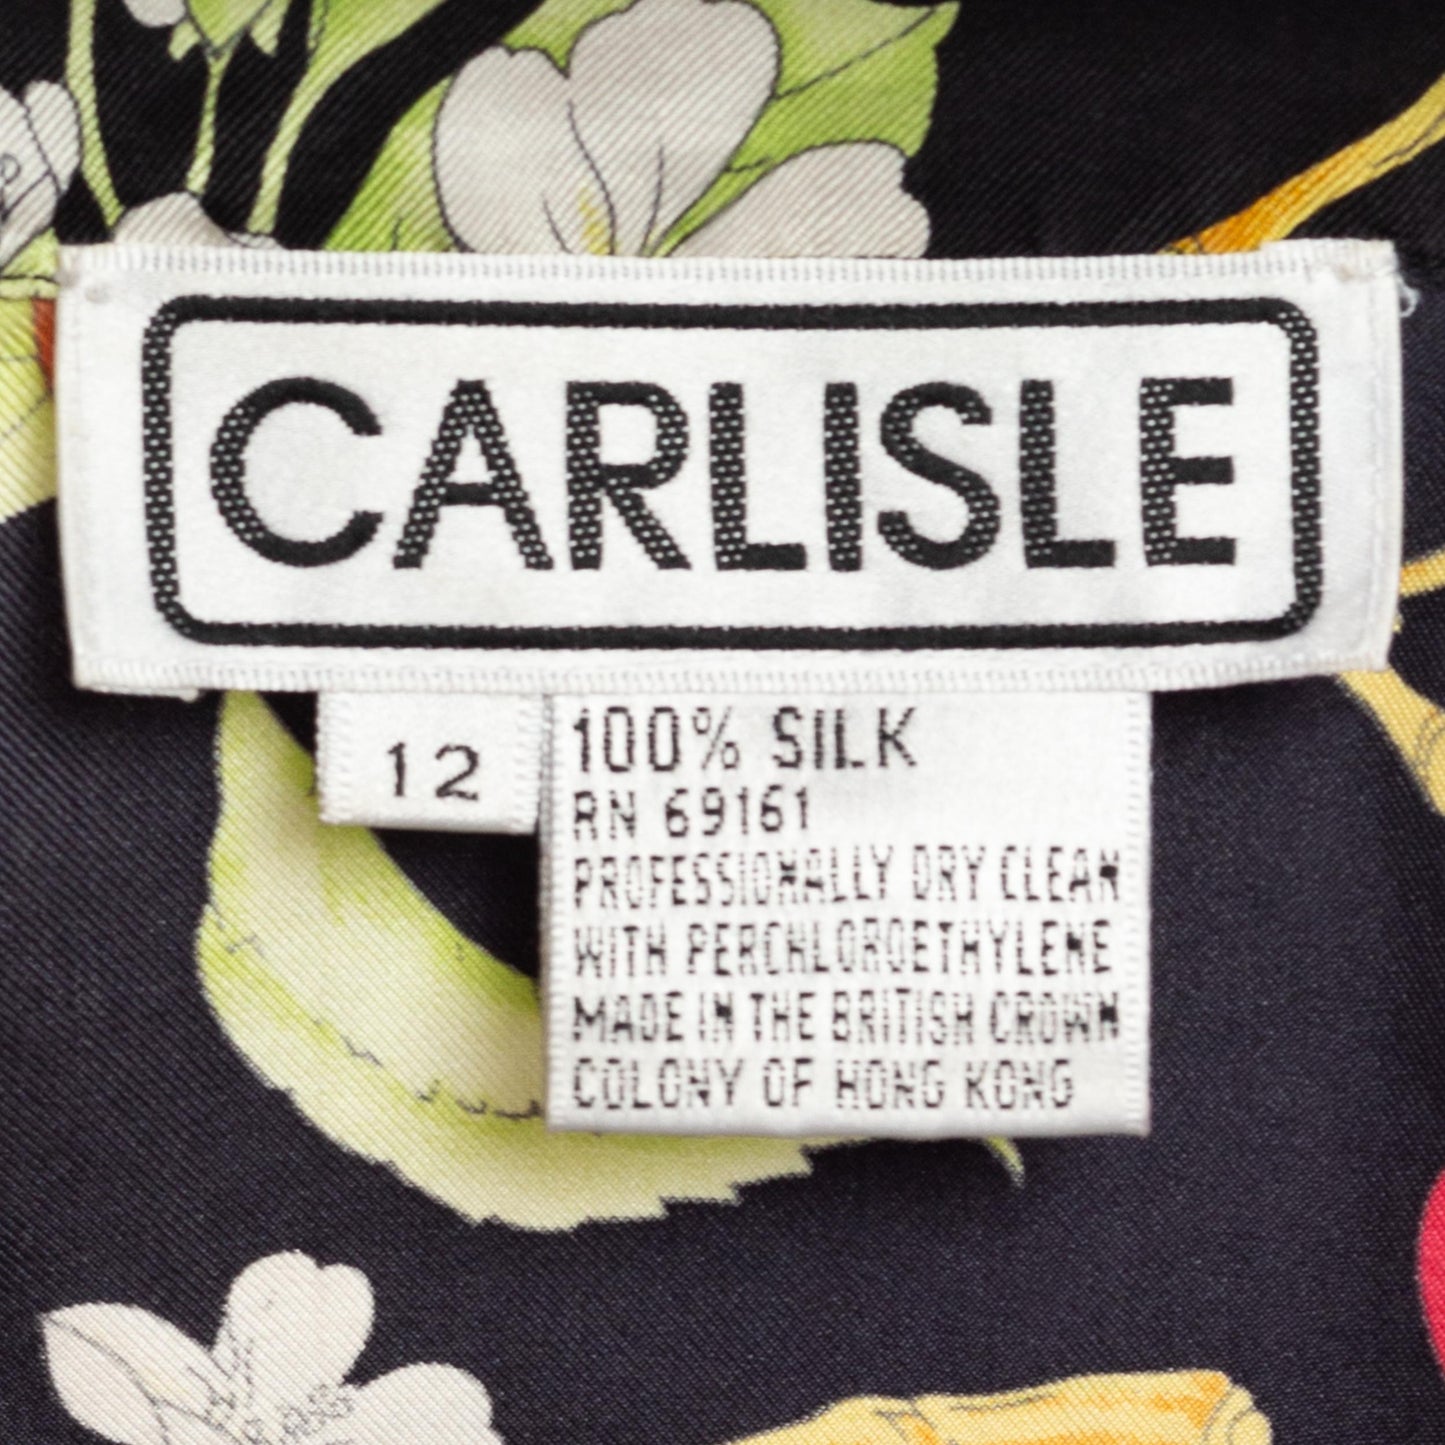 CARLISLE
12
100% SILK
RN 69161
PROFESSIONALLY DRY CLEAN
WITH PERCHLOROETHYLENE
MADE IN THE BRITISH CROWN
COLONY OF HONG KONG